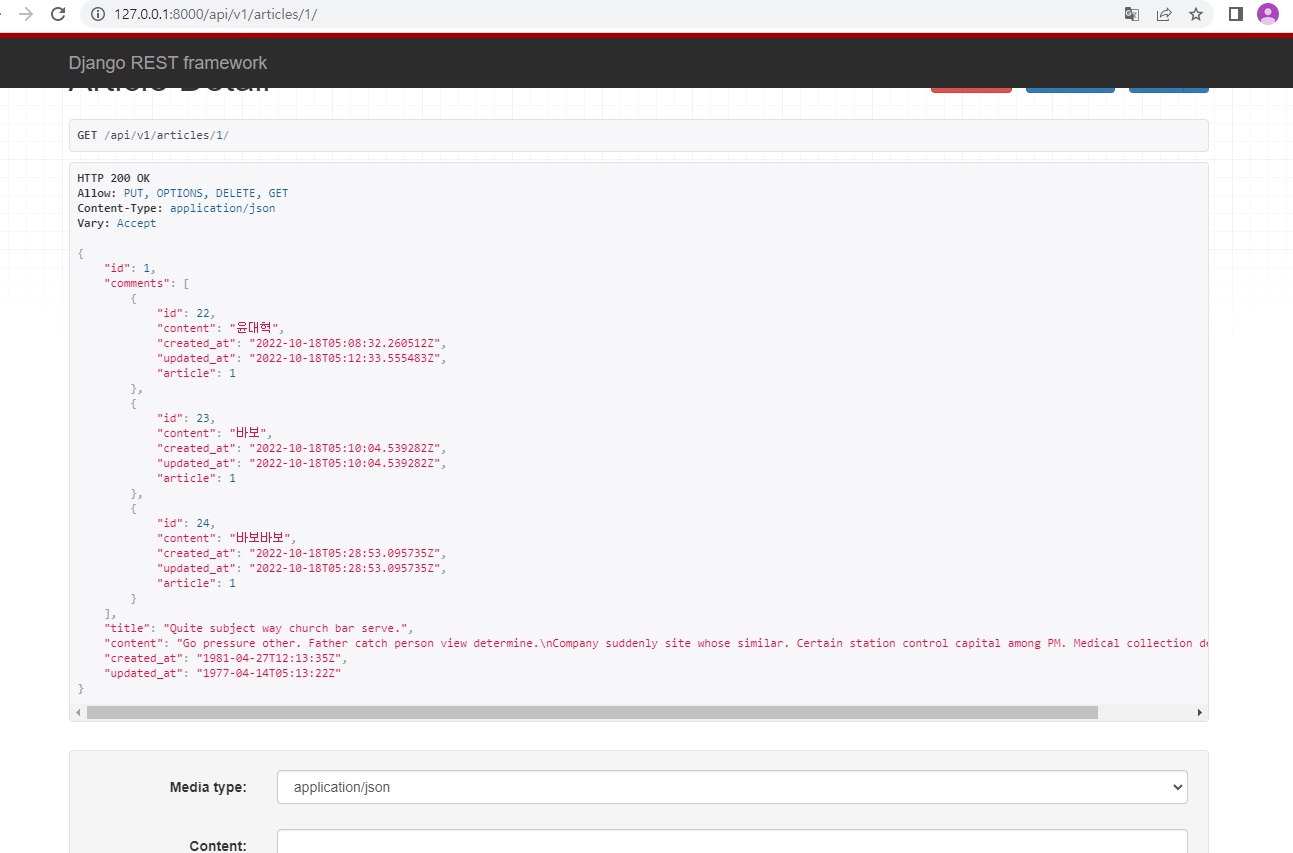 127.0.0.1:8000/api/v1/articles/1/
Django REST framework
Article Detail
GET /api/v1/articles/1/
HTTP 200 OK
Allow: PUT, OPTIONS, DELETE, GET
Content-Type: application/json
Vary: Accept
{
"id": 1,
"comments": [
{
"id": 22,
"content": "윤대혁",
"created_at": "2022-10-18T05:08:32.260512Z",
"updated_at": "2022-10-18T05:12:33.555483Z",
"article": 1
},
{
"id": 23,
"content": "바보",
"created_at": "2022-10-18T05:10:04.539282Z",
"updated_at": "2022-10-18T05:10:04.539282Z",
"article": 1
},
{
"id": 24,
"content": "바보바보",
"created_at": "2022-10-18T05:28:53.095735Z",
"updated_at": "2022-10-18T05:28:53.095735Z",
"article": 1
}
],
"title": "Quite subject way church bar serve.",
"content": "Go pressure other. Father catch person view determine.\nCompany suddenly site whose similar. Certain station control capital among PM. Medical collection
"created_at": "1981-04-27T12:13:35Z",
"updated_at": "1977-04-14T05:13:22Z"
}
Media type:
application/json
Content: